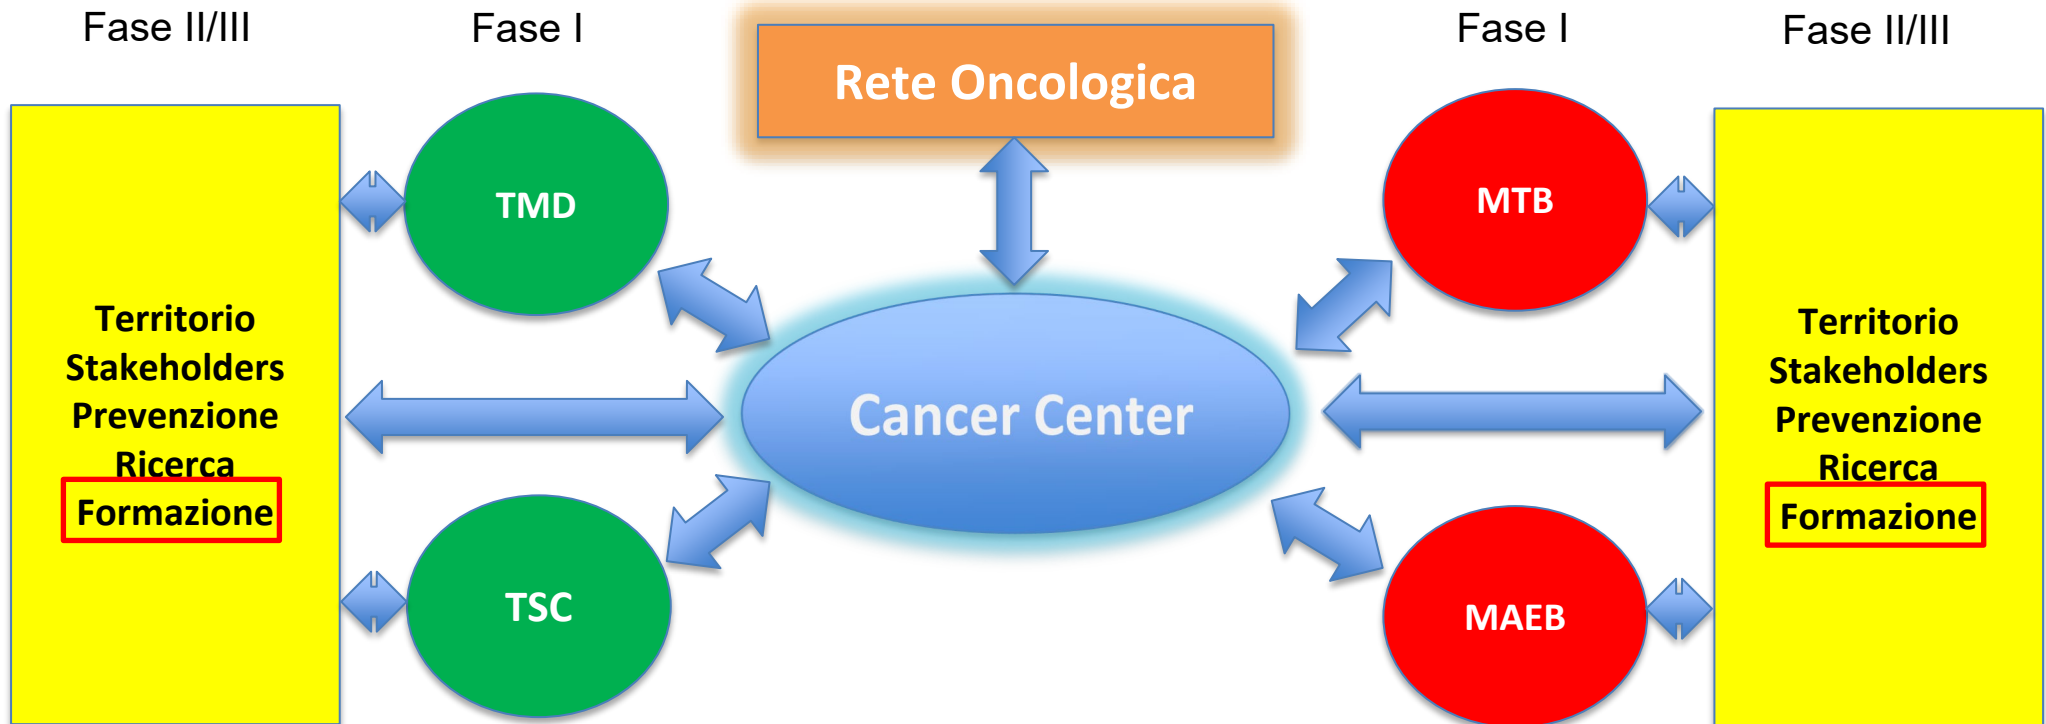 Fase II/III
Fase I
Rete Oncologica
Fase I
Fase II/III
TMD
MTB
Territorio
Stakeholders
Prevenzione
Ricerca
Formazione
Cancer Center
Territorio
Stakeholders
Prevenzione
Ricerca
Formazione
TSC
MAEB